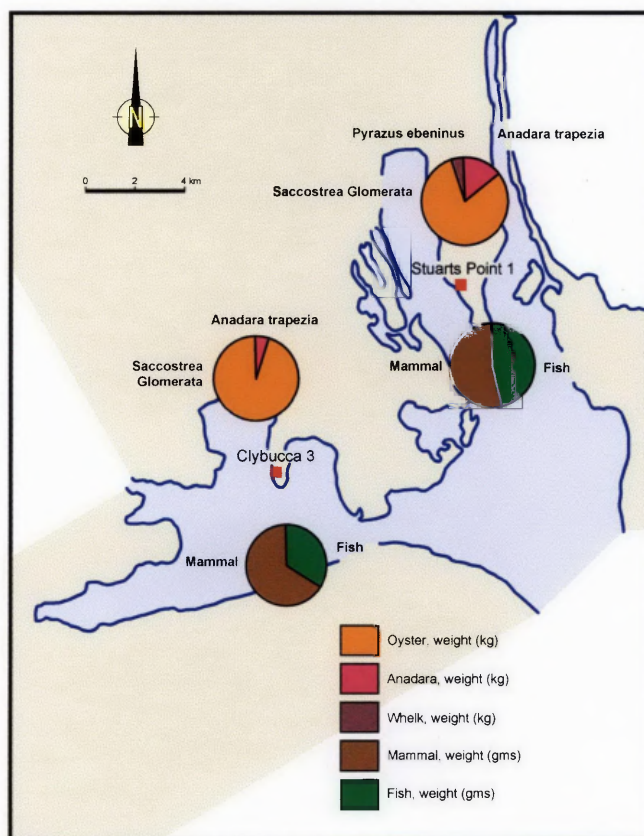 N
0 2 4 km
Pyrazus ebeninus Anadara trapezia
Saccostrea Glomerata
Stuarts Point 1
Anadara trapezia
Saccostrea
Glomerata
Mammal Fish
Clybucca 3
Mammal Fish
Oyster, weight (kg)
Anadara, weight (kg)
Whelk, weight (kg)
Mammal, weight (gms)
Fish, weight (gms)